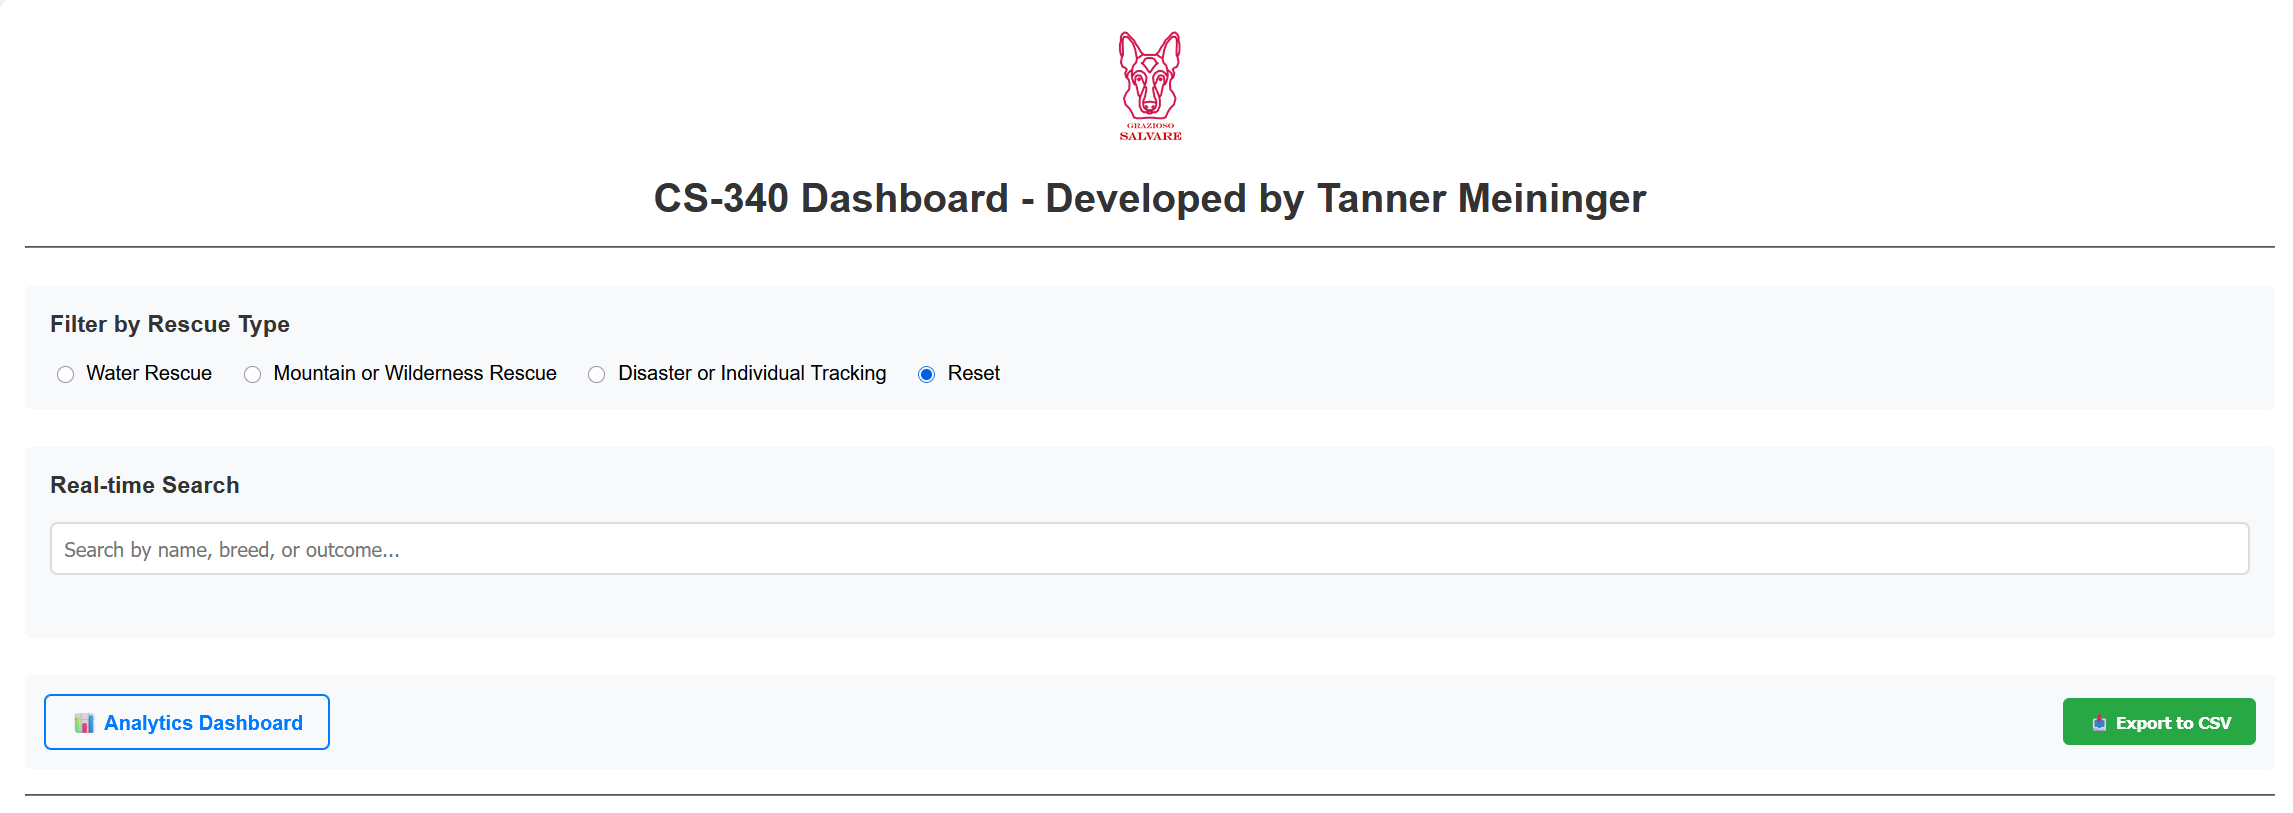 GRAZIOSO
SALVARE
CS-340 Dashboard - Developed by Tanner Meininger
Filter by Rescue Type
Water Rescue Mountain or Wilderness Rescue Disaster or Individual Tracking Reset
Real-time Search
Search by name, breed, or outcome...
Analytics Dashboard Export to CSV